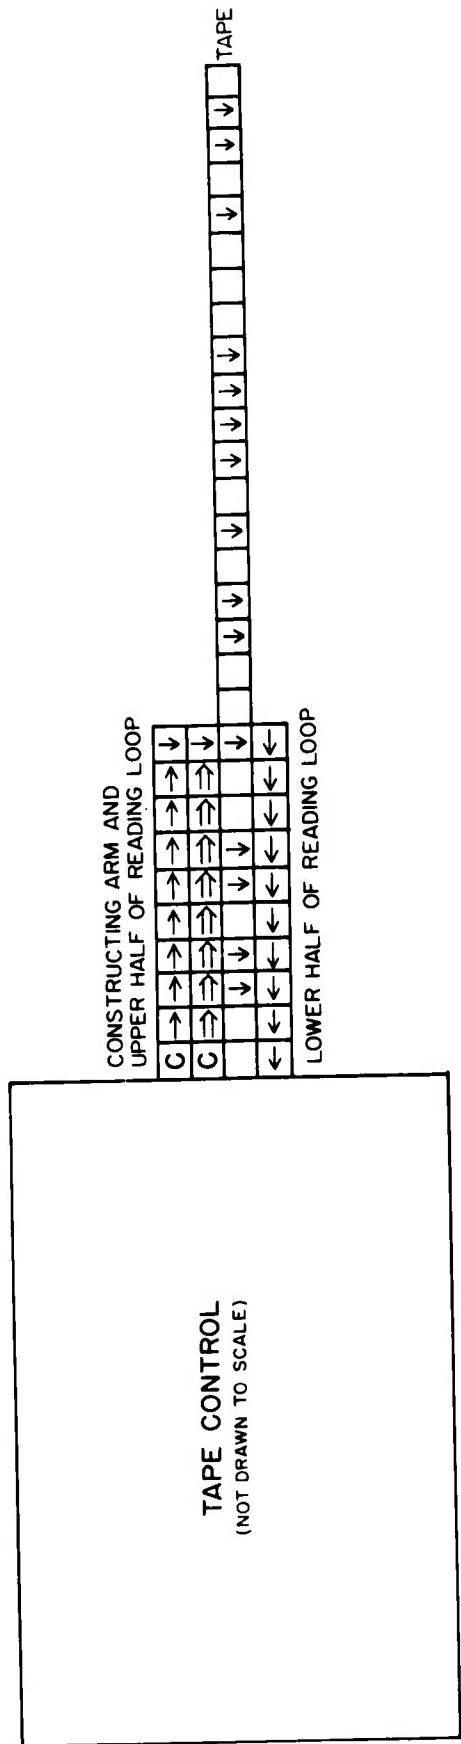 CONSTRUCTING ARM AND
UPPER HALF OF READING LOOP
TAPE
C
C
LOWER HALF OF READING LOOP
TAPE CONTROL
(NOT DRAWN TO SCALE)